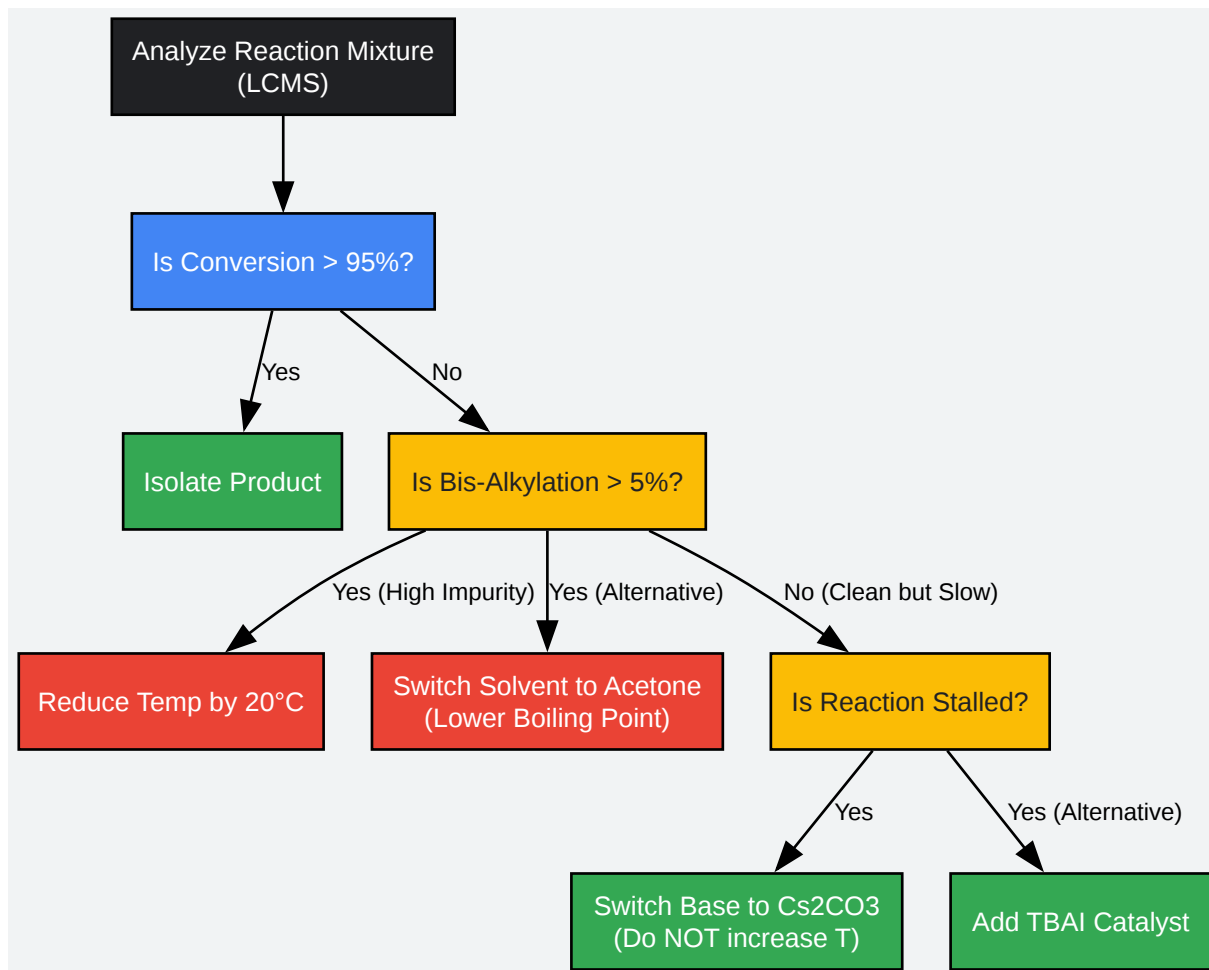 Analyze Reaction Mixture
(LCMS)
Is Conversion > 95%?
Yes
No
Isolate Product
Is Bis-Alkylation > 5%?
Yes (High Impurity)
Yes (Alternative)
No (Clean but Slow)
Reduce Temp by 20°C
Switch Solvent to Acetone
(Lower Boiling Point)
Is Reaction Stalled?
Yes
Yes (Alternative)
Switch Base to Cs2CO3
(Do NOT increase T)
Add TBAI Catalyst